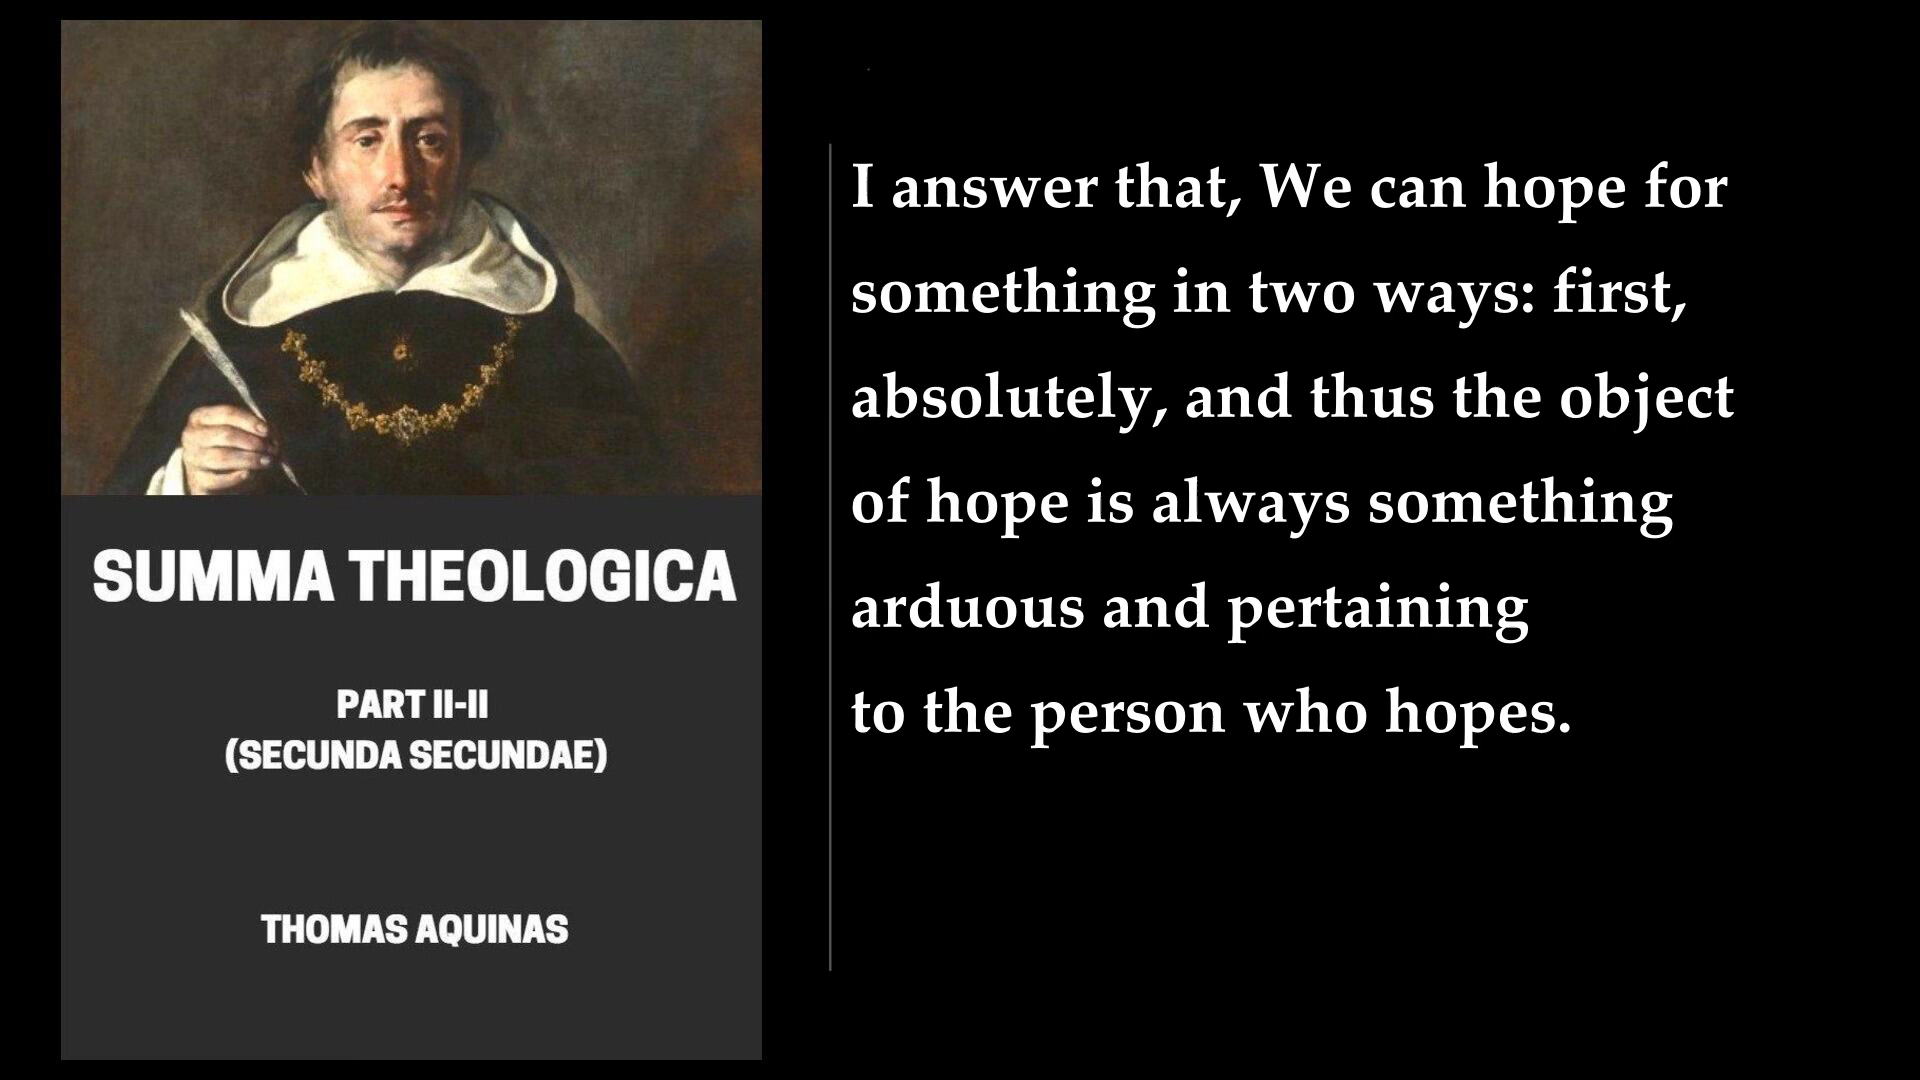 SUMMA THEOLOGICA
PART II-II
(SECUNDA SECUNDAE)
THOMAS AQUINAS
I answer that, We can hope for
something in two ways: first,
absolutely, and thus the object
of hope is always something
arduous and pertaining
to the person who hopes.